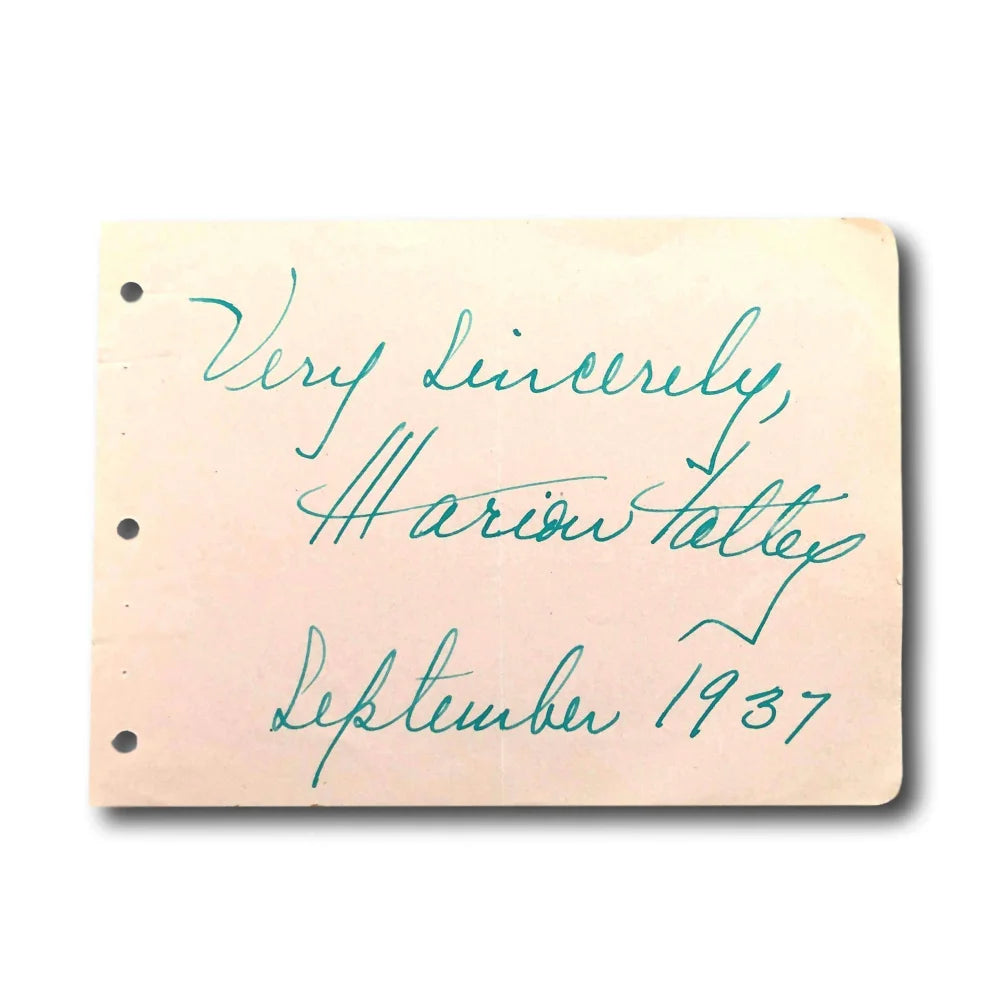 Very Sincerely,
Marion Talley
September 1937